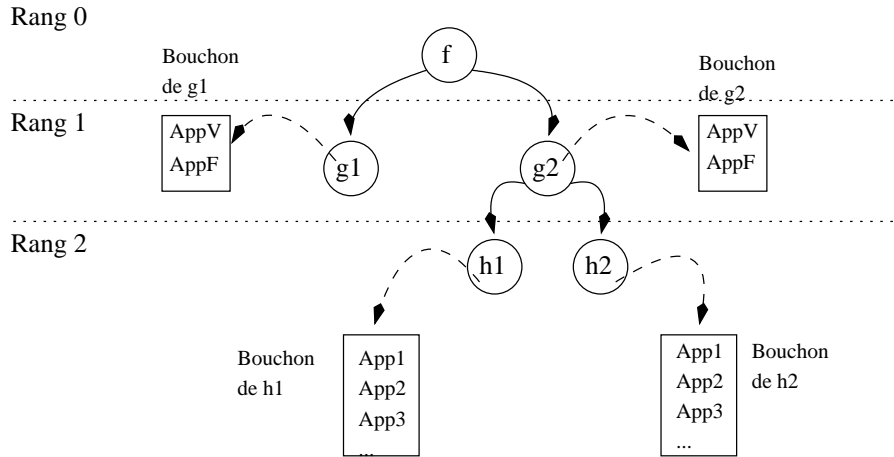 Rang 0
f
Bouchon
de g1
Bouchon
de g2
Rang 1
AppV
AppF
g1
g2
AppV
AppF
Rang 2
h1
h2
Bouchon
de h1
App1
App2
App3
...
App1
App2
App3
...
Bouchon
de h2